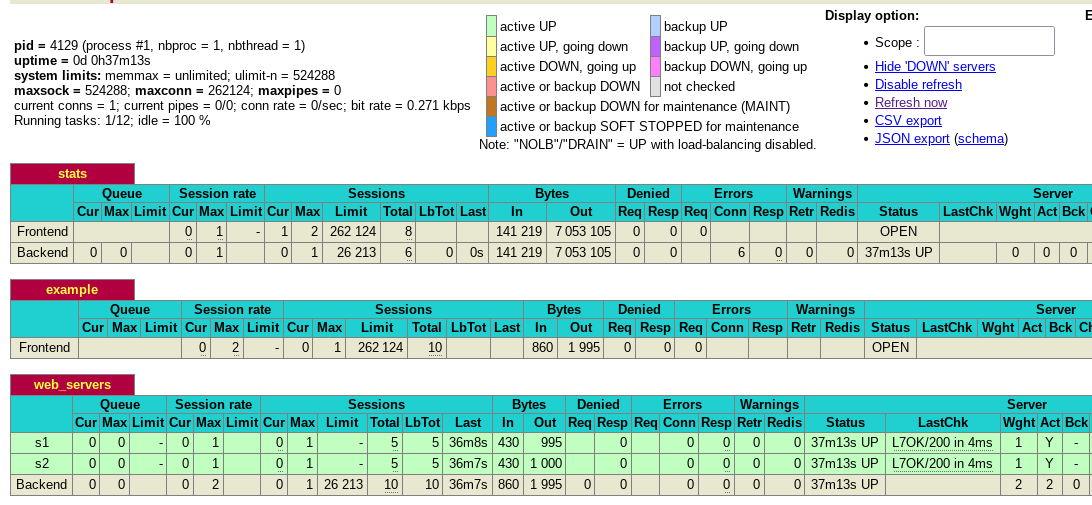 pid = 4129 (process #1, nbproc = 1, nbthread = 1)
uptime = 0d 0h37m13s
system limits: memmax = unlimited; ulimit-n = 524288
maxsock = 524288; maxconn = 262124; maxpipes = 0
current conns = 1; current pipes = 0/0; conn rate = 0/sec; bit rate = 0.271 kbps
Running tasks: 1/12; idle = 100 %
active UP backup UP
active UP, going down backup UP, going down
active DOWN, going up backup DOWN, going up
active or backup DOWN not checked
active or backup DOWN for maintenance (MAINT)
active or backup SOFT STOPPED for maintenance
Note: "NOLB"/"DRAIN" = UP with load-balancing disabled.
Display option:
• Scope :
• Hide 'DOWN' servers
• Disable refresh
• Refresh now
• CSV export
• JSON export (schema)
stats
Queue Session rate Sessions Bytes Denied Errors Warnings Server
Cur Max Limit Cur Max Limit Cur Max Limit Total LbTot Last In Out Req Resp Req Conn Resp Retr Redis Status LastChk Wght Act Bck
Frontend 0 1 - 1 2 262 124 8 141 219 7 053 105 0 0 0 OPEN
Backend 0 0 0 1 0 1 26 213 6 0 0s 141 219 7 053 105 0 0 6 0 0 0 37m13s UP 0 0 0
example
Queue Session rate Sessions Bytes Denied Errors Warnings Server
Cur Max Limit Cur Max Limit Cur Max Limit Total LbTot Last In Out Req Resp Req Conn Resp Retr Redis Status LastChk Wght Act Bck
Frontend 0 2 - 0 1 262 124 10 860 1 995 0 0 0 OPEN
web_servers
Queue Session rate Sessions Bytes Denied Errors Warnings Server
Cur Max Limit Cur Max Limit Cur Max Limit Total LbTot Last In Out Req Resp Req Conn Resp Retr Redis Status LastChk Wght Act Bck
s1 0 0 - 0 1 0 1 - 5 5 36m8s 430 995 0 0 0 0 0 37m13s UP L7OK/200 in 4ms 1 Y -
s2 0 0 - 0 1 0 1 - 5 5 36m7s 430 1 000 0 0 0 0 0 37m13s UP L7OK/200 in 4ms 1 Y -
Backend 0 0 0 2 0 1 26 213 10 10 36m7s 860 1 995 0 0 0 0 0 0 37m13s UP 2 2 0